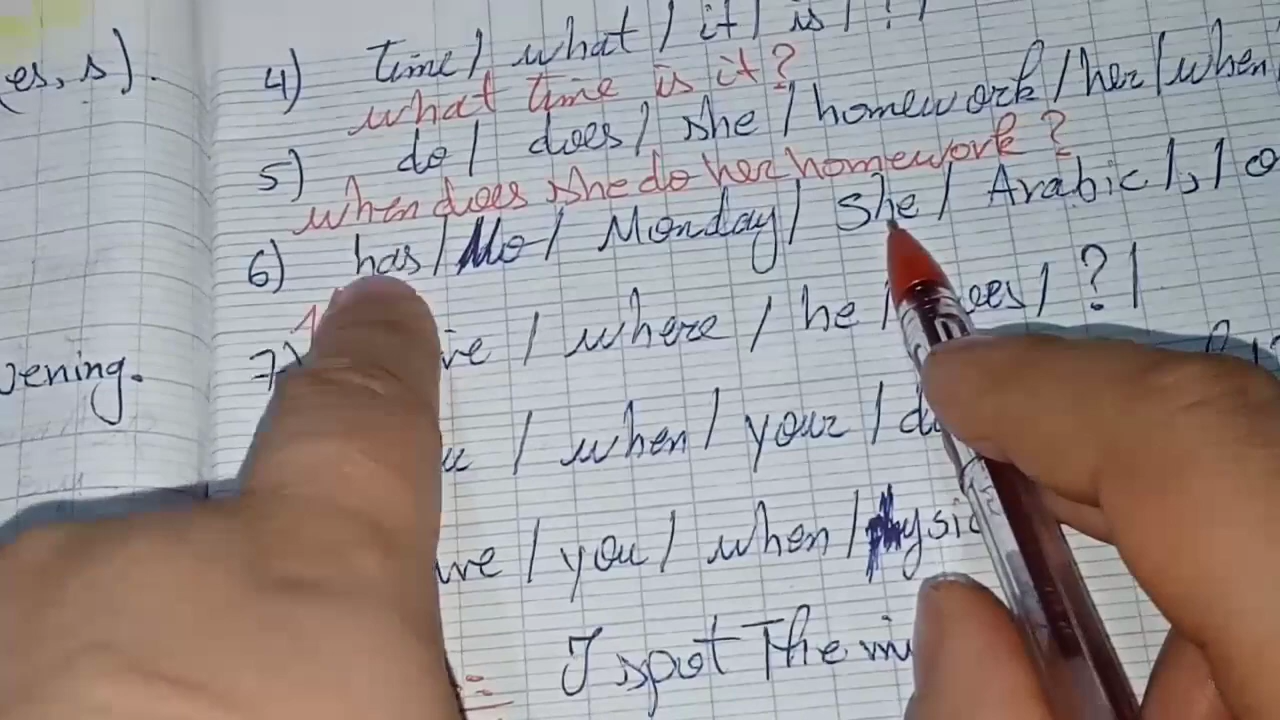 (es, s).
4) Time / what / it / is / ? /
what time is it?
5) do / does / she / homework / her / when
when does she do her homework?
6) has / No / Monday / she / Arabic / , /
7) / where / he / / ? /
ening.
/ when / your /
/ you / when /
I spot The